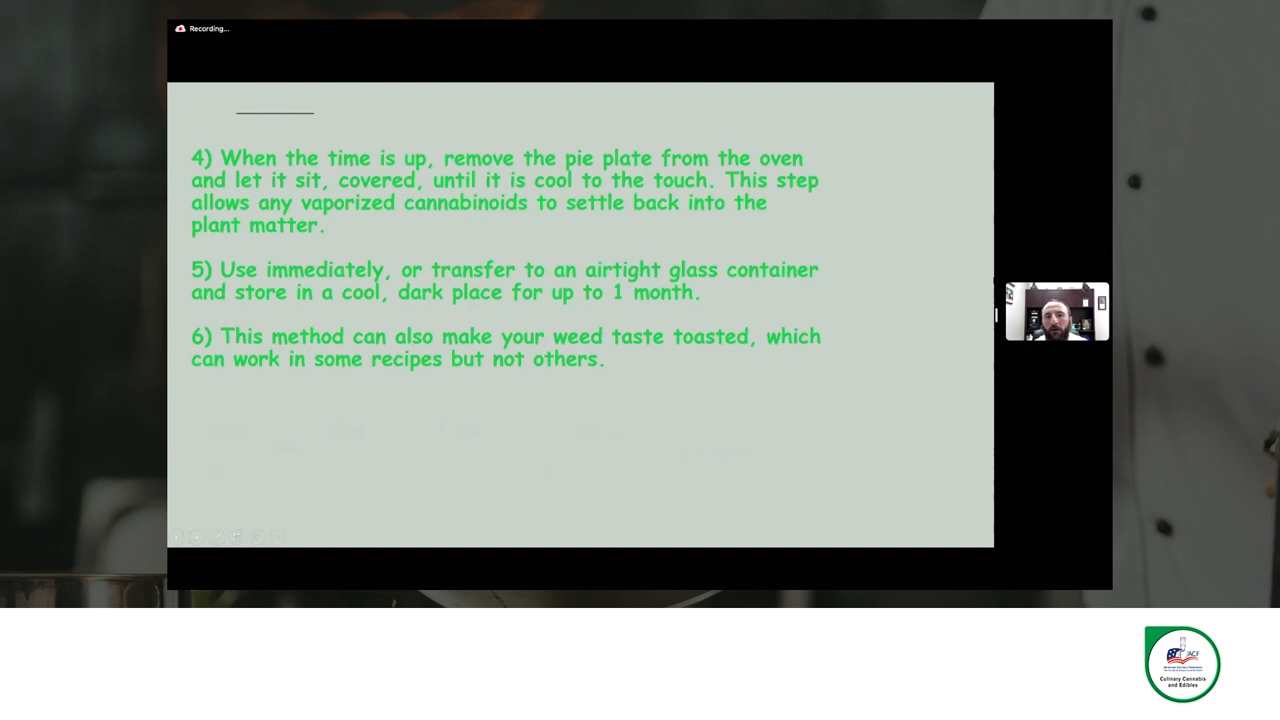 Recording...
4) When the time is up, remove the pie plate from the oven
and let it sit, covered, until it is cool to the touch. This step
allows any vaporized cannabinoids to settle back into the
plant matter.
5) Use immediately, or transfer to an airtight glass container
and store in a cool, dark place for up to 1 month.
6) This method can also make your weed taste toasted, which
can work in some recipes but not others.
ACF
American Culinary Federation
Culinary Cannabis
and Edibles